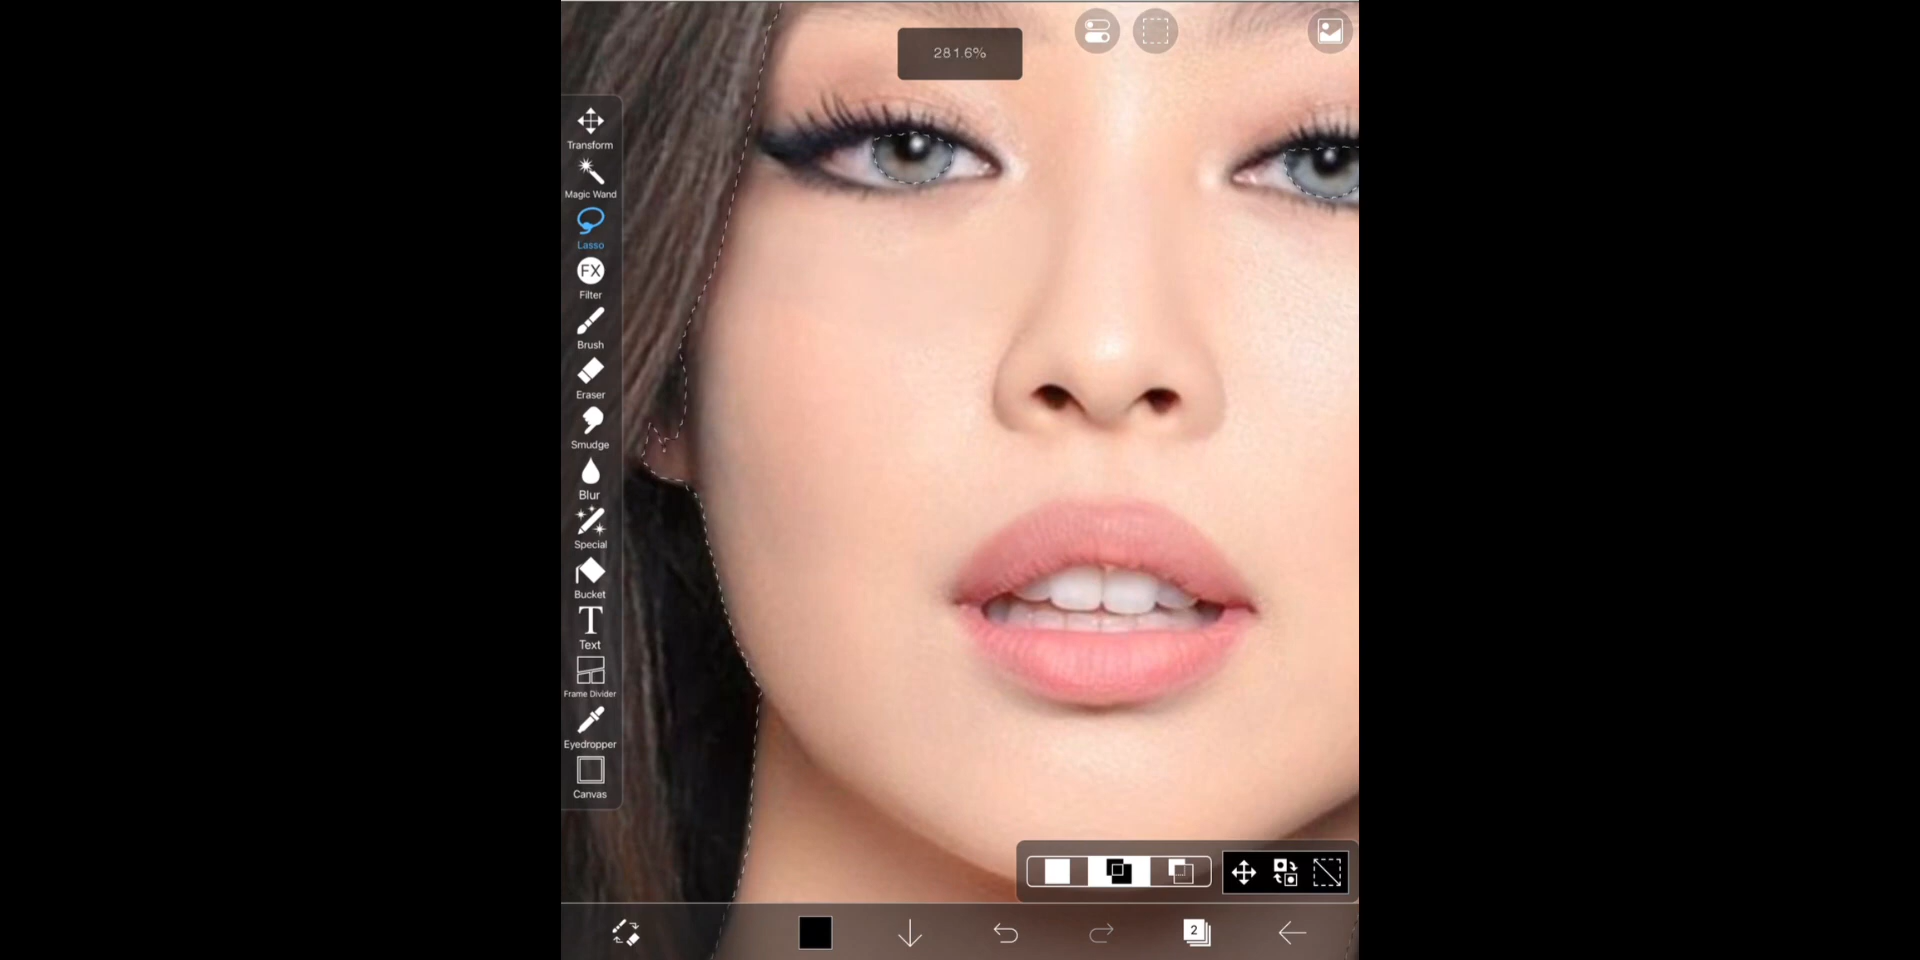 281.6%
Transform
Magic Wand
Lasso
FX
Filter
Brush
Eraser
Smudge
Blur
Special
Bucket
T
Text
Frame Divider
Eyedropper
Canvas
2